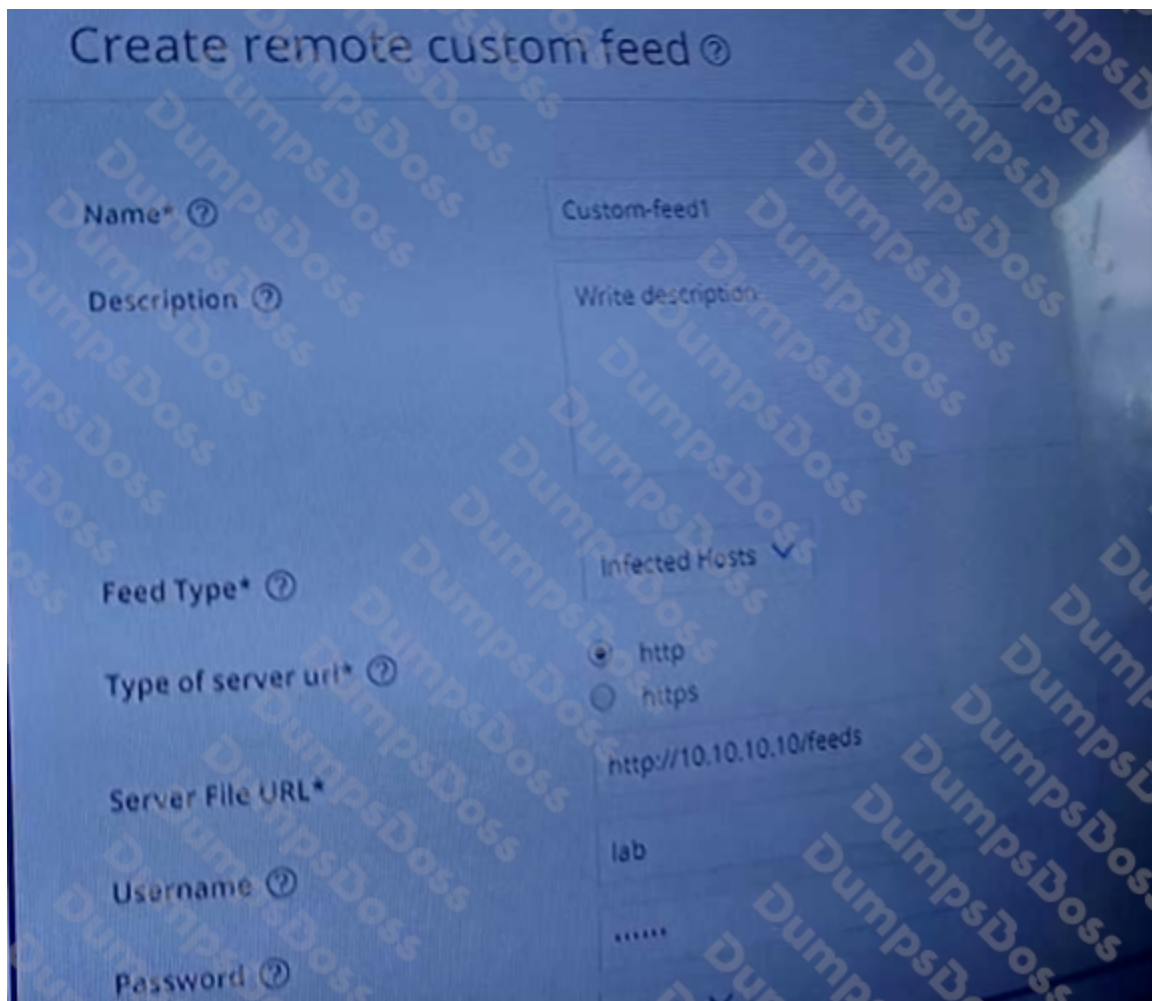 Create remote custom feed ?
Name* ? Custom-feed1
Description ? Write description
Feed Type* ? Infected Hosts
Type of server url* ? http
https
Server File URL* http://10.10.10.10/feeds
Username ? lab
Password ? ......
DumpsDoss